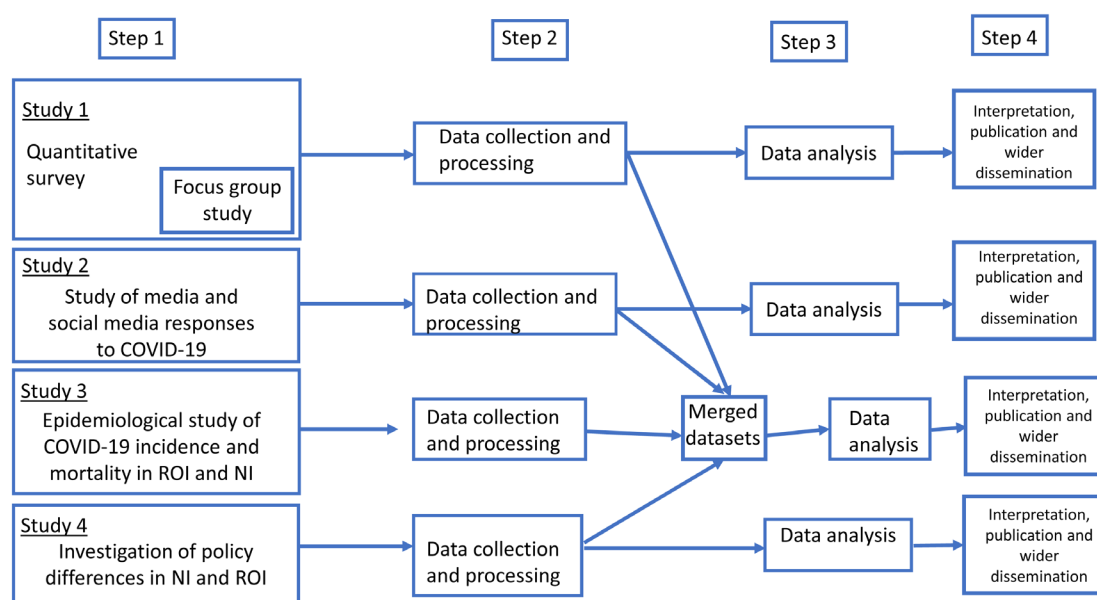 Step 1
Step 2
Step 3
Step 4
Study 1
Quantitative
survey
Focus group
study
Data collection and
processing
Data analysis
Interpretation,
publication and
wider
dissemination
Study 2
Study of media and
social media responses
to COVID-19
Data collection and
processing
Data analysis
Interpretation,
publication and
wider
dissemination
Study 3
Epidemiological study of
COVID-19 incidence and
mortality in ROI and NI
Data collection
and processing
Merged
datasets
Data
analysis
Interpretation,
publication and
wider
dissemination
Study 4
Investigation of policy
differences in NI and ROI
Data collection
and processing
Data analysis
Interpretation,
publication and
wider
dissemination